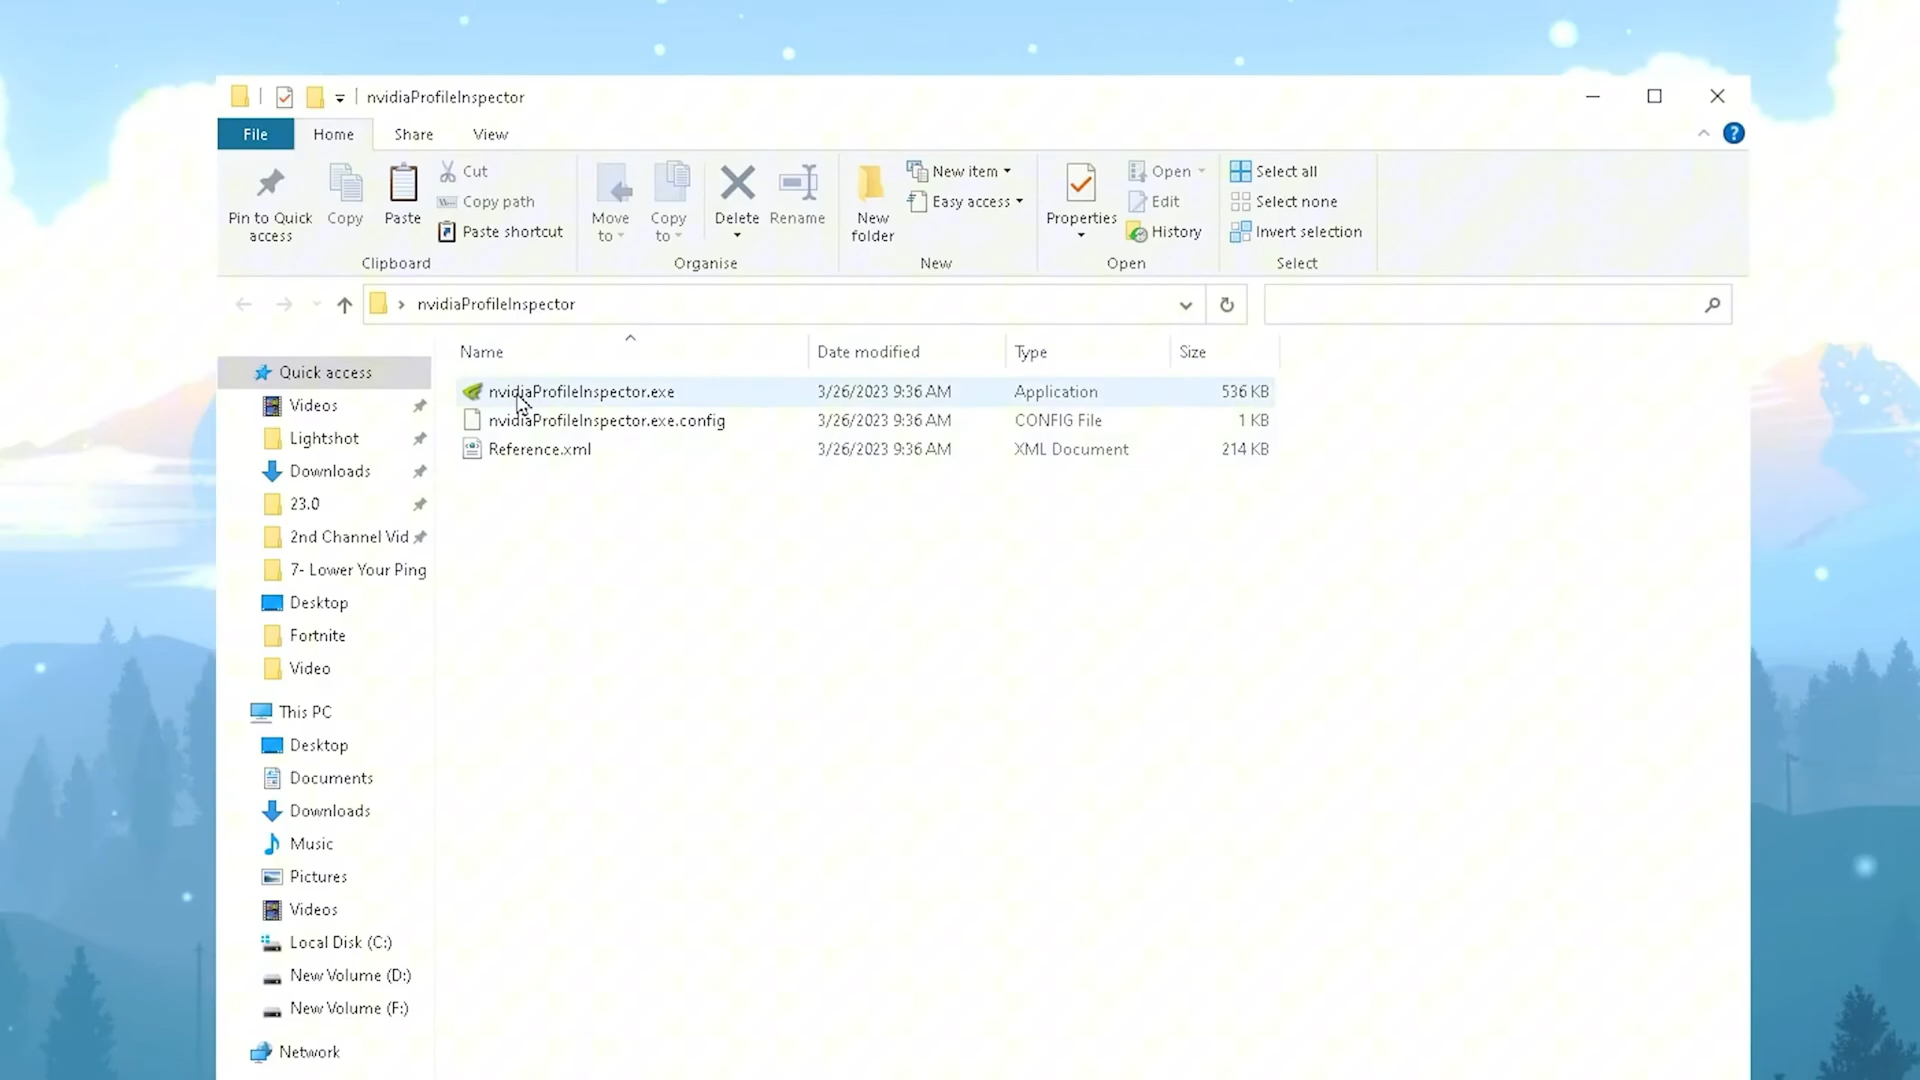 nvidiaProfileInspector
File Home Share View
Pin to Quick access
Copy
Paste
Cut
Copy path
Paste shortcut
Clipboard
Move to
Copy to
Delete
Rename
Organise
New folder
New item
Easy access
New
Properties
Open
Edit
History
Open
Select all
Select none
Invert selection
Select
nvidiaProfileInspector
Name Date modified Type Size
nvidiaProfileInspector.exe 3/26/2023 9:36 AM Application 536 KB
nvidiaProfileInspector.exe.config 3/26/2023 9:36 AM CONFIG File 1 KB
Reference.xml 3/26/2023 9:36 AM XML Document 214 KB
Quick access
Videos
Lightshot
Downloads
23.0
2nd Channel Vid
7- Lower Your Ping
Desktop
Fortnite
Video
This PC
Desktop
Documents
Downloads
Music
Pictures
Videos
Local Disk (C:)
New Volume (D:)
New Volume (F:)
Network